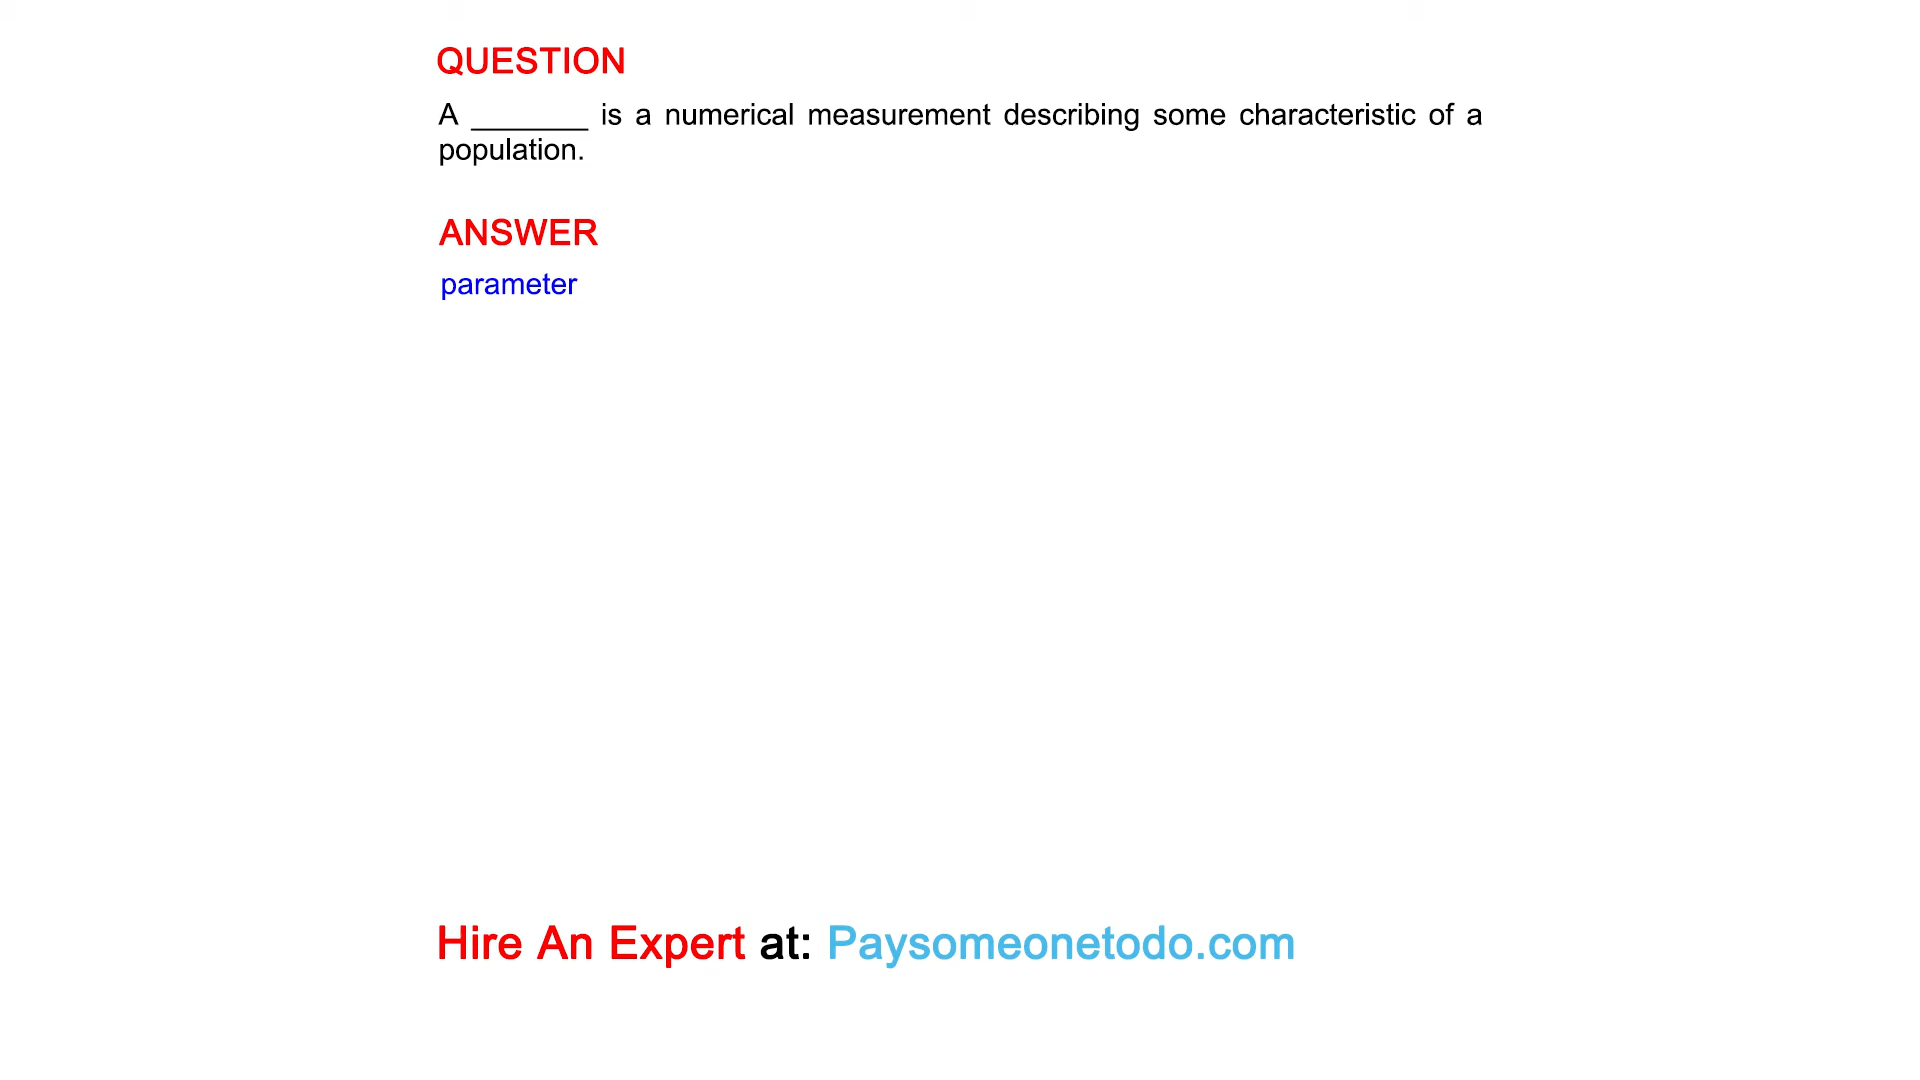 QUESTION
A _______ is a numerical measurement describing some characteristic of a
population.
ANSWER
parameter
Hire An Expert at: Paysomeonetodo.com